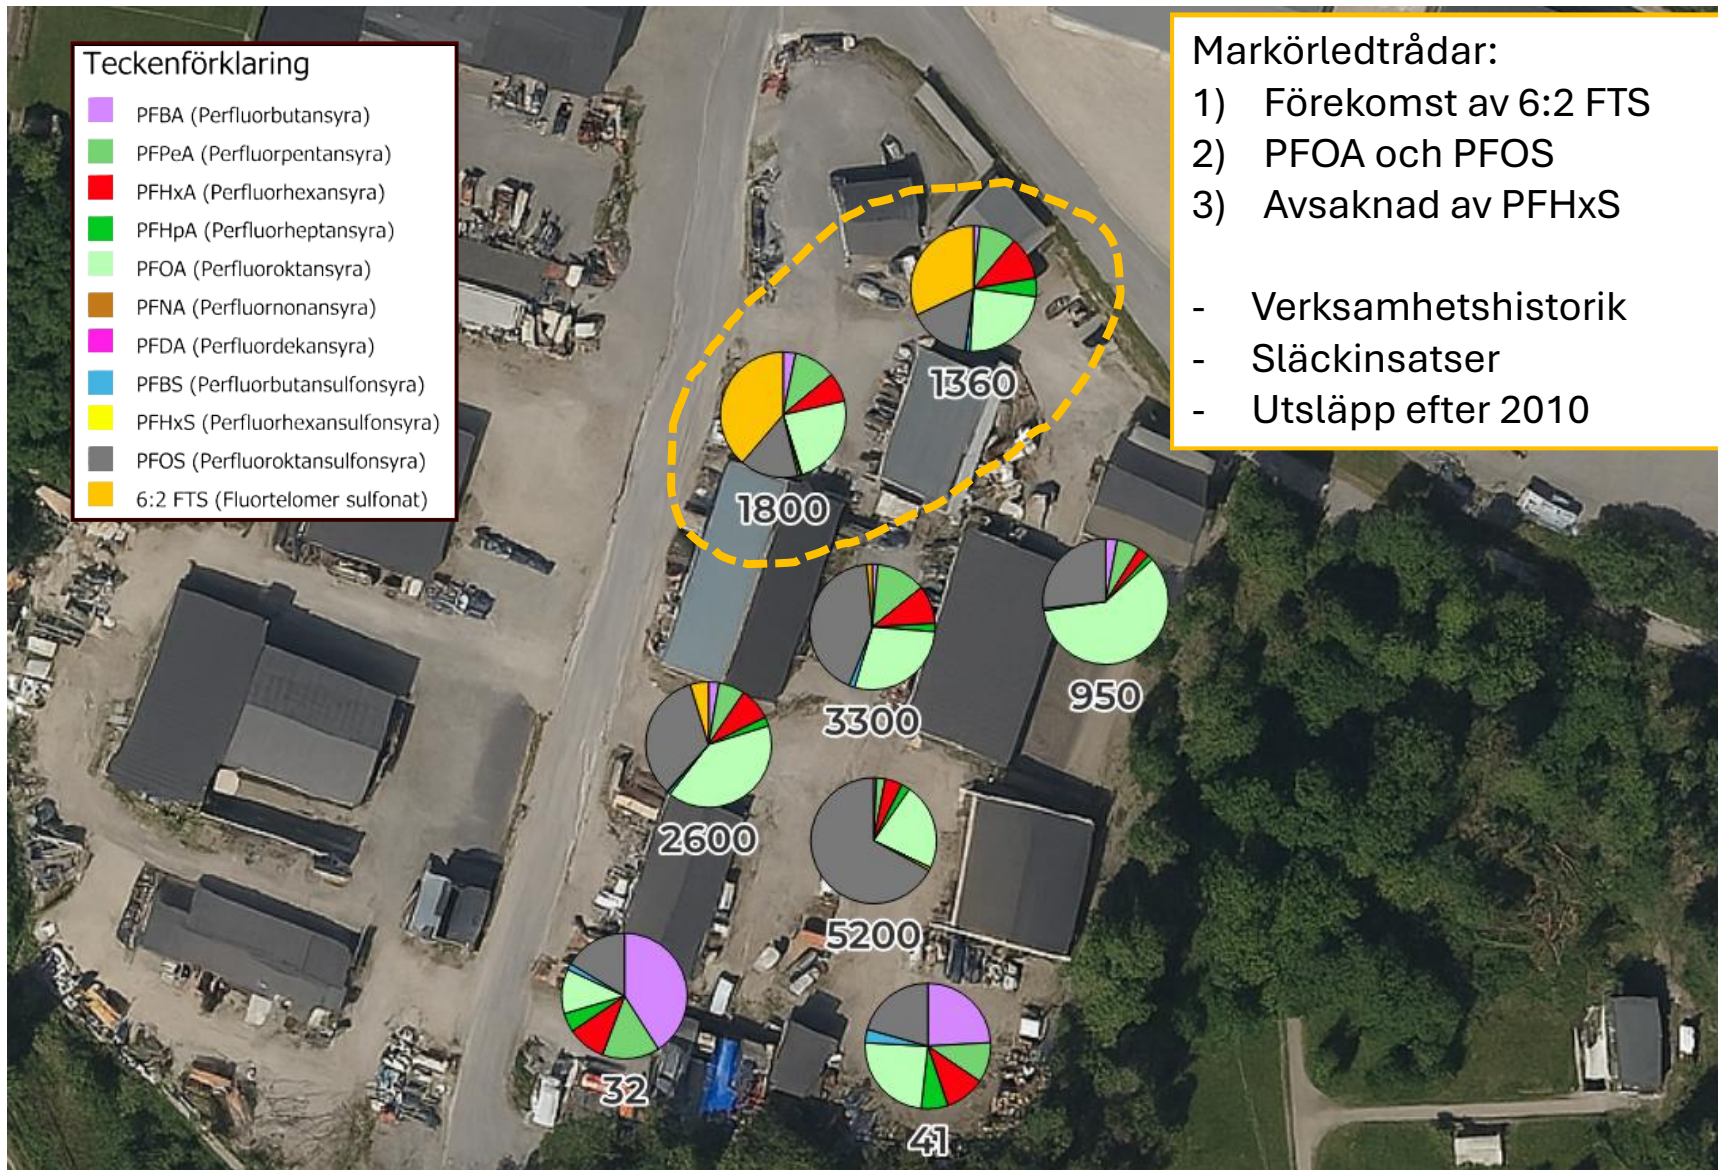 Teckenförklaring
PFBA (Perfluorbutansyra)
PFPeA (Perfluorpentansyra)
PFHxA (Perfluorhexansyra)
PFHpA (Perfluorheptansyra)
PFOA (Perfluoroktansyra)
PFNA (Perfluornonansyra)
PFDA (Perfluordekansyra)
PFBS (Perfluorbutansulfonsyra)
PFHxS (Perfluorhexansulfonsyra)
PFOS (Perfluoroktansulfonsyra)
6:2 FTS (Fluortelomer sulfonat)
Markörledtrådar:
1) Förekomst av 6:2 FTS
2) PFOA och PFOS
3) Avsaknad av PFHxS
- Verksamhetshistorik
- Släckinsatser
- Utsläpp efter 2010
1360
1800
950
3300
2600
5200
32
41